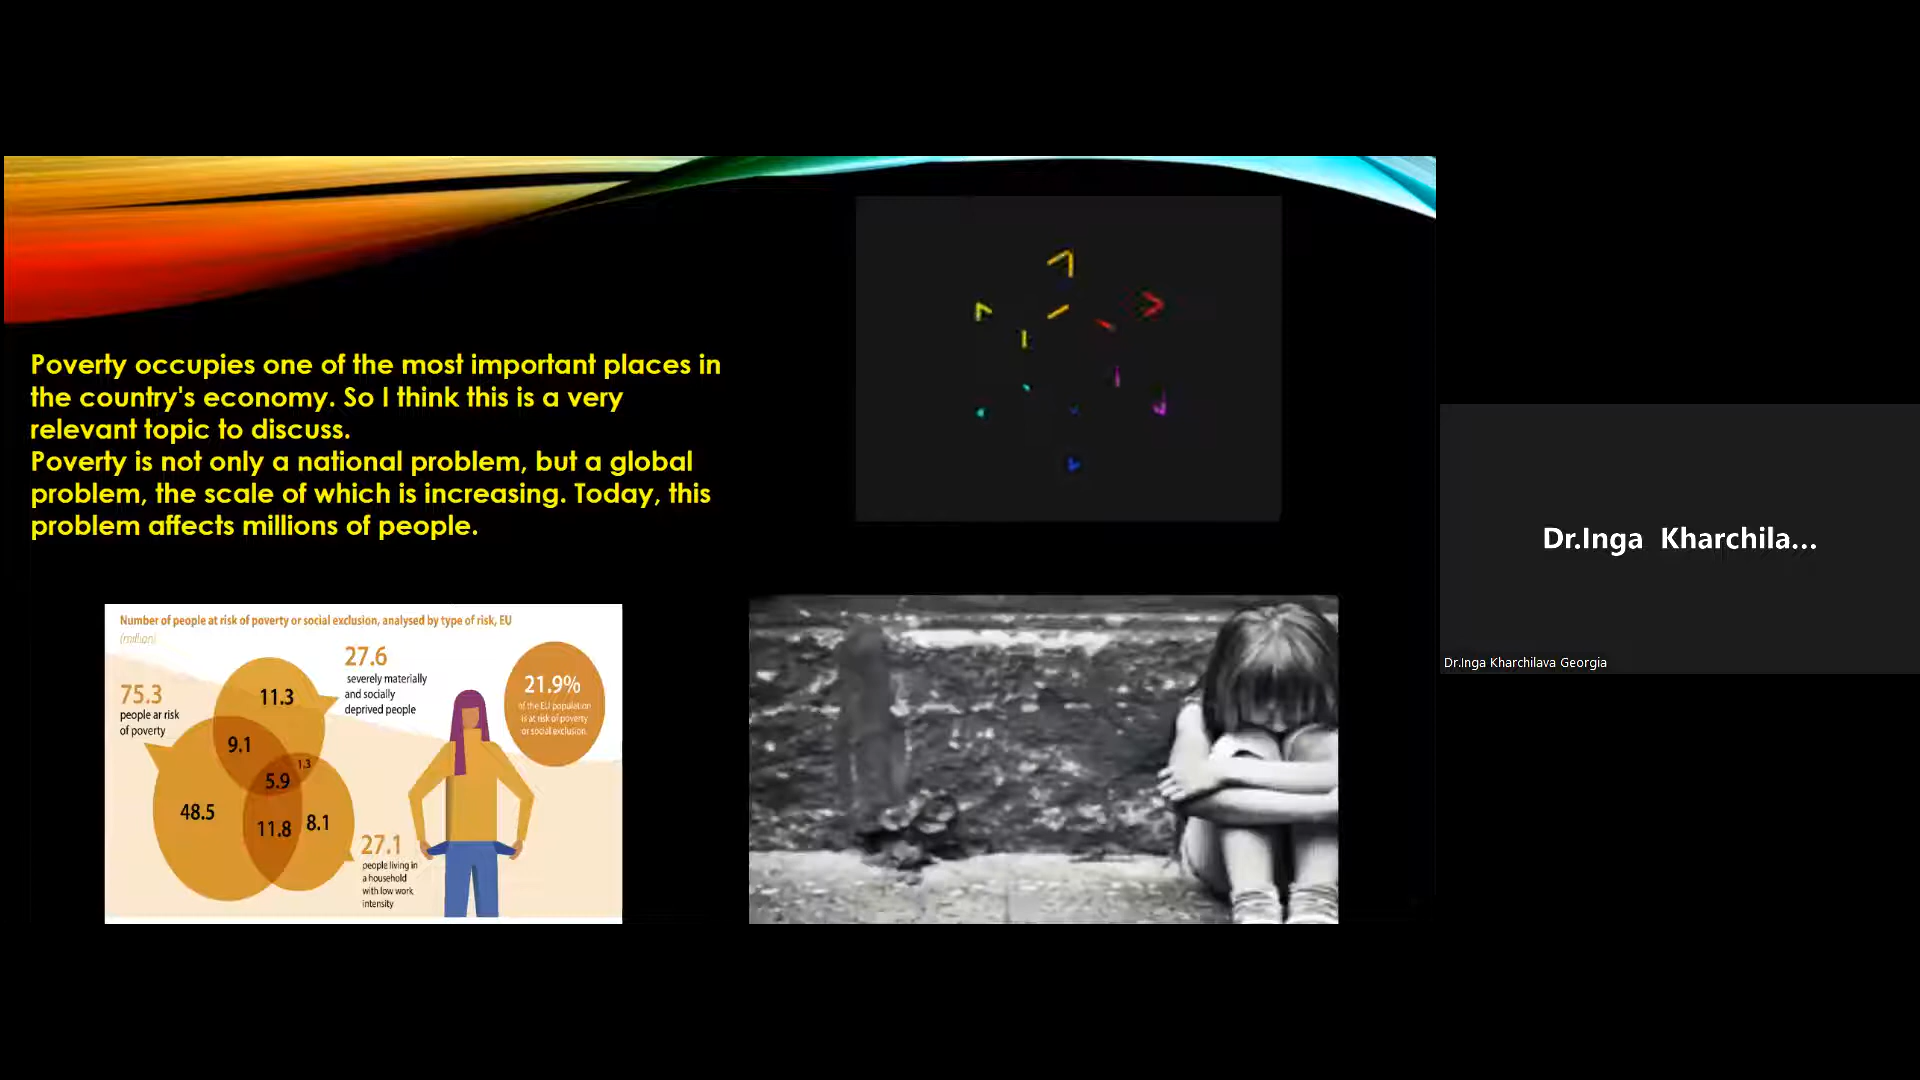 Poverty occupies one of the most important places in
the country's economy. So I think this is a very
relevant topic to discuss.
Poverty is not only a national problem, but a global
problem, the scale of which is increasing. Today, this
problem affects millions of people.
Number of people at risk of poverty or social exclusion, analysed by type of risk, EU
(million)
75.3
people ar risk
of poverty
27.6
severely materially
and socially
deprived people
21.9%
of the EU population
is at risk of poverty
or social exclusion.
11.3
9.1
1.3
5.9
48.5
11.8
8.1
27.1
people living in
a household
with low work
intensity
Dr.Inga Kharchila...
Dr.Inga Kharchilava Georgia